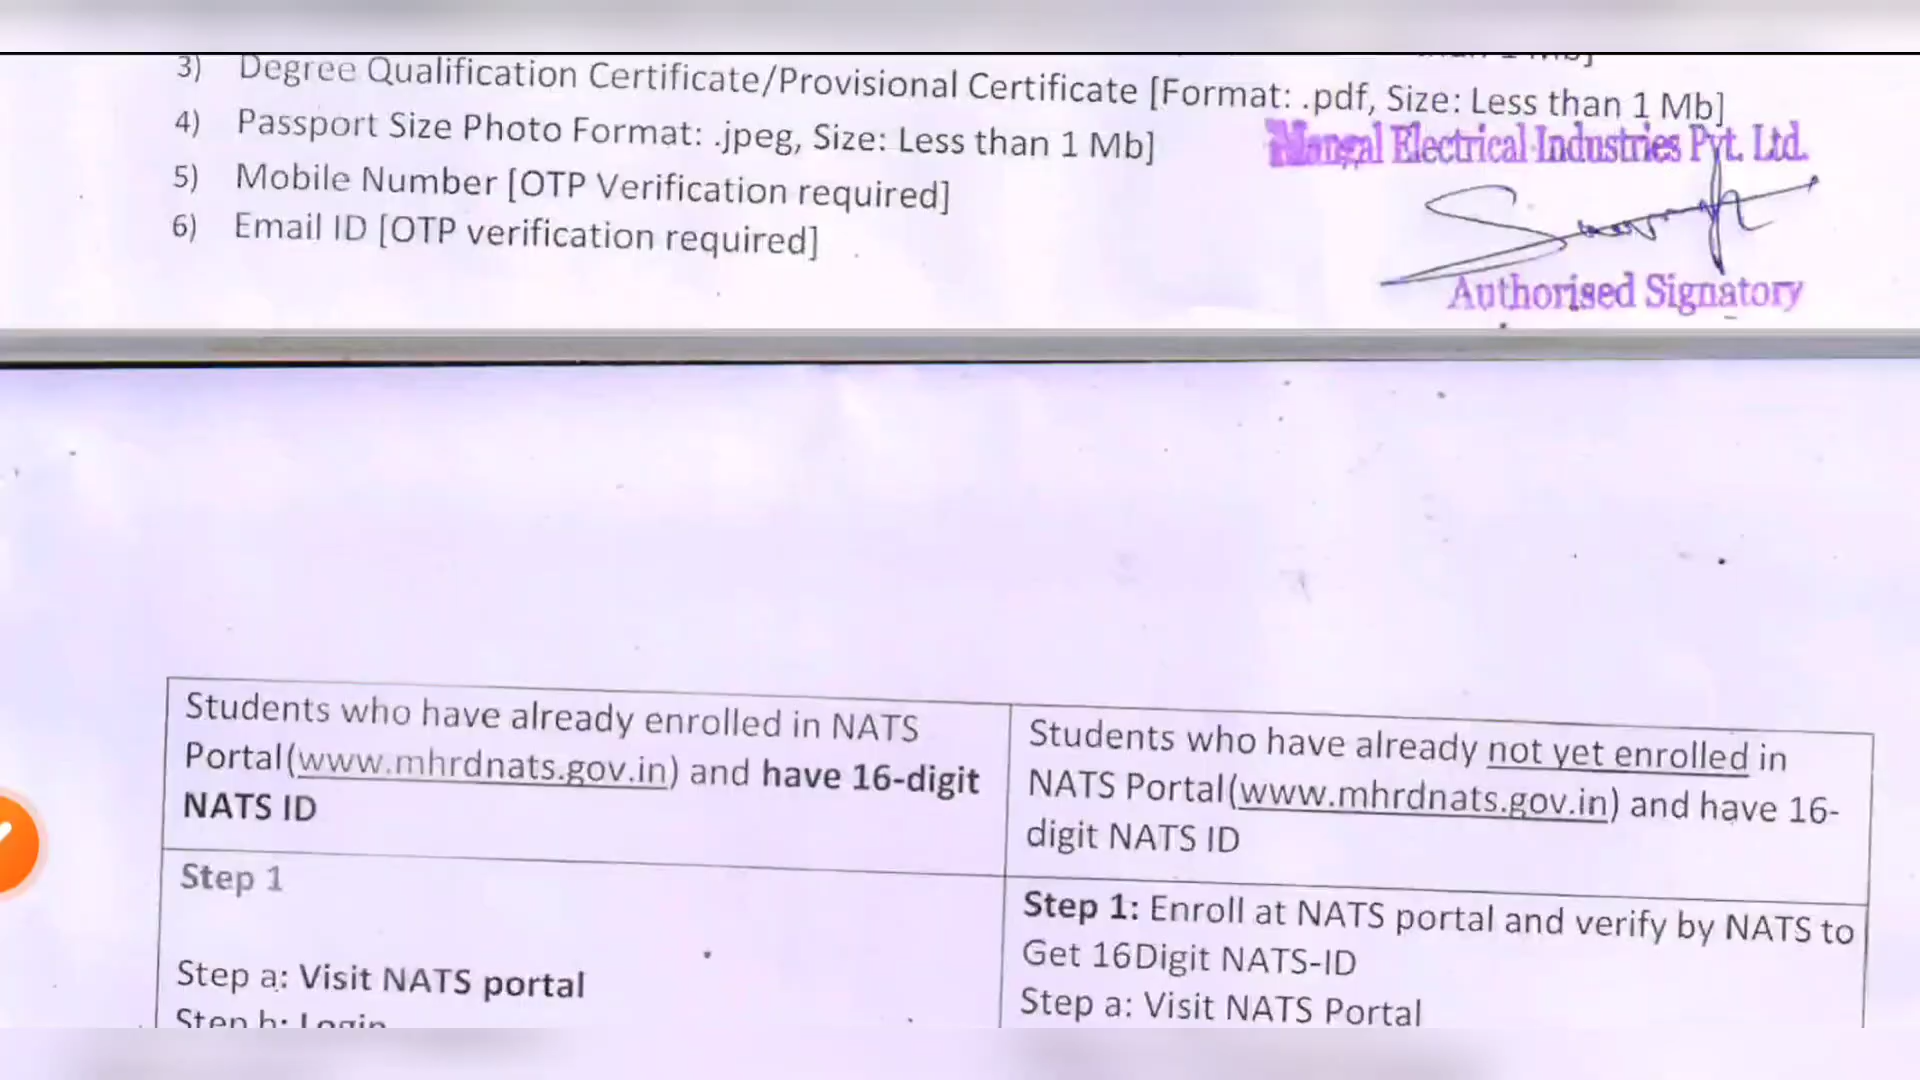 3) Degree Qualification Certificate/Provisional Certificate [Format: .pdf, Size: Less than 1 Mb]
4) Passport Size Photo Format: .jpeg, Size: Less than 1 Mb]
Mangal Electrical Industries Pvt. Ltd.
5) Mobile Number [OTP Verification required]
6) Email ID [OTP verification required]
Authorised Signatory
Students who have already enrolled in NATS
Portal(www.mhrdnats.gov.in) and have 16-digit
NATS ID
Students who have already not yet enrolled in
NATS Portal(www.mhrdnats.gov.in) and have 16-
digit NATS ID
Step 1
Step a: Visit NATS portal
Step b: Login
Step 1: Enroll at NATS portal and verify by NATS to
Get 16Digit NATS-ID
Step a: Visit NATS Portal